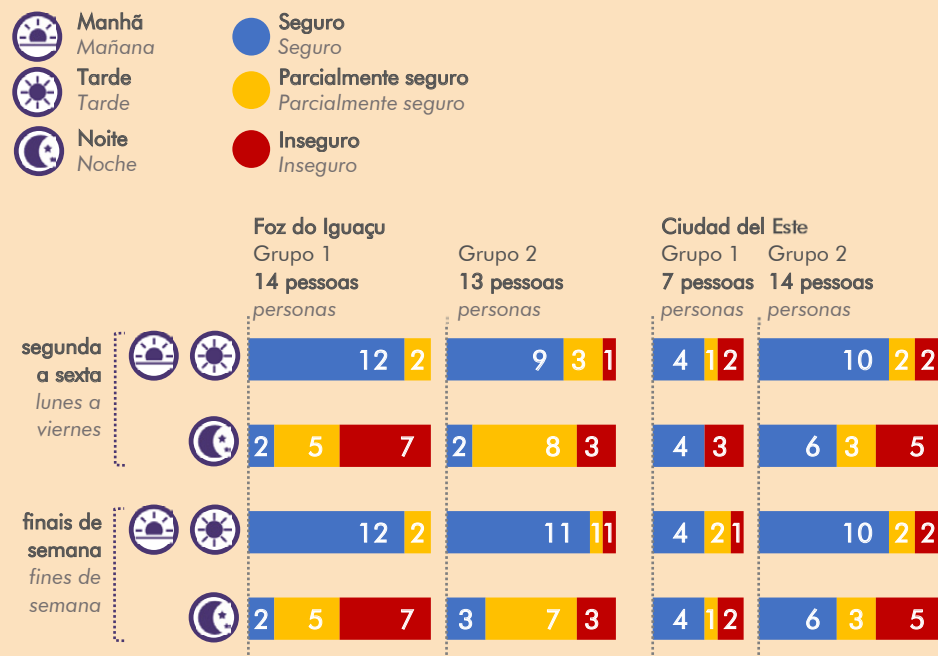 Manhã
Mañana
Tarde
Tarde
Noite
Noche
Seguro
Seguro
Parcialmente seguro
Parcialmente seguro
Inseguro
Inseguro
Foz do Iguaçu
Grupo 1
14 pessoas
personas
Grupo 2
13 pessoas
personas
Ciudad del Este
Grupo 1
7 pessoas
personas
Grupo 2
14 pessoas
personas
segunda
a sexta
lunes a
viernes
12 2 9 3 1 4 1 2 10 2 2
2 5 7 2 8 3 4 3 6 3 5
finais de
semana
fines de
semana
12 2 11 1 1 4 2 1 10 2 2
2 5 7 3 7 3 4 1 2 6 3 5